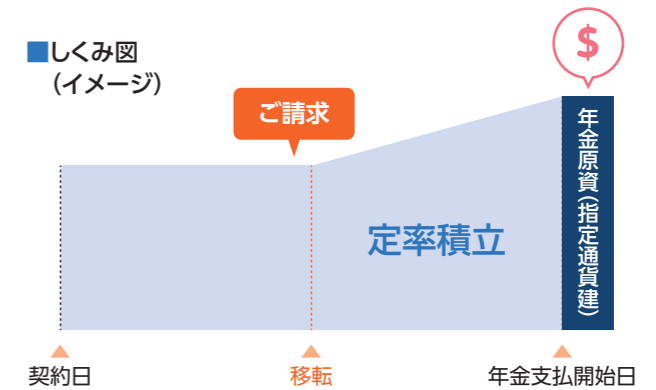 ■しくみ図
（イメージ）
$
ご請求
年金原資（指定通貨建）
定率積立
契約日
移転
年金支払開始日